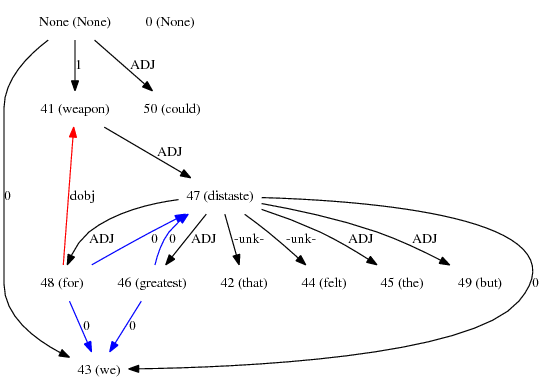 None (None) 0 (None)
1 ADJ
41 (weapon) 50 (could)
ADJ
0 dobj 47 (distaste)
ADJ 0 0 ADJ -unk- -unk- ADJ ADJ
48 (for) 46 (greatest) 42 (that) 44 (felt) 45 (the) 49 (but) 0
0 0
43 (we)